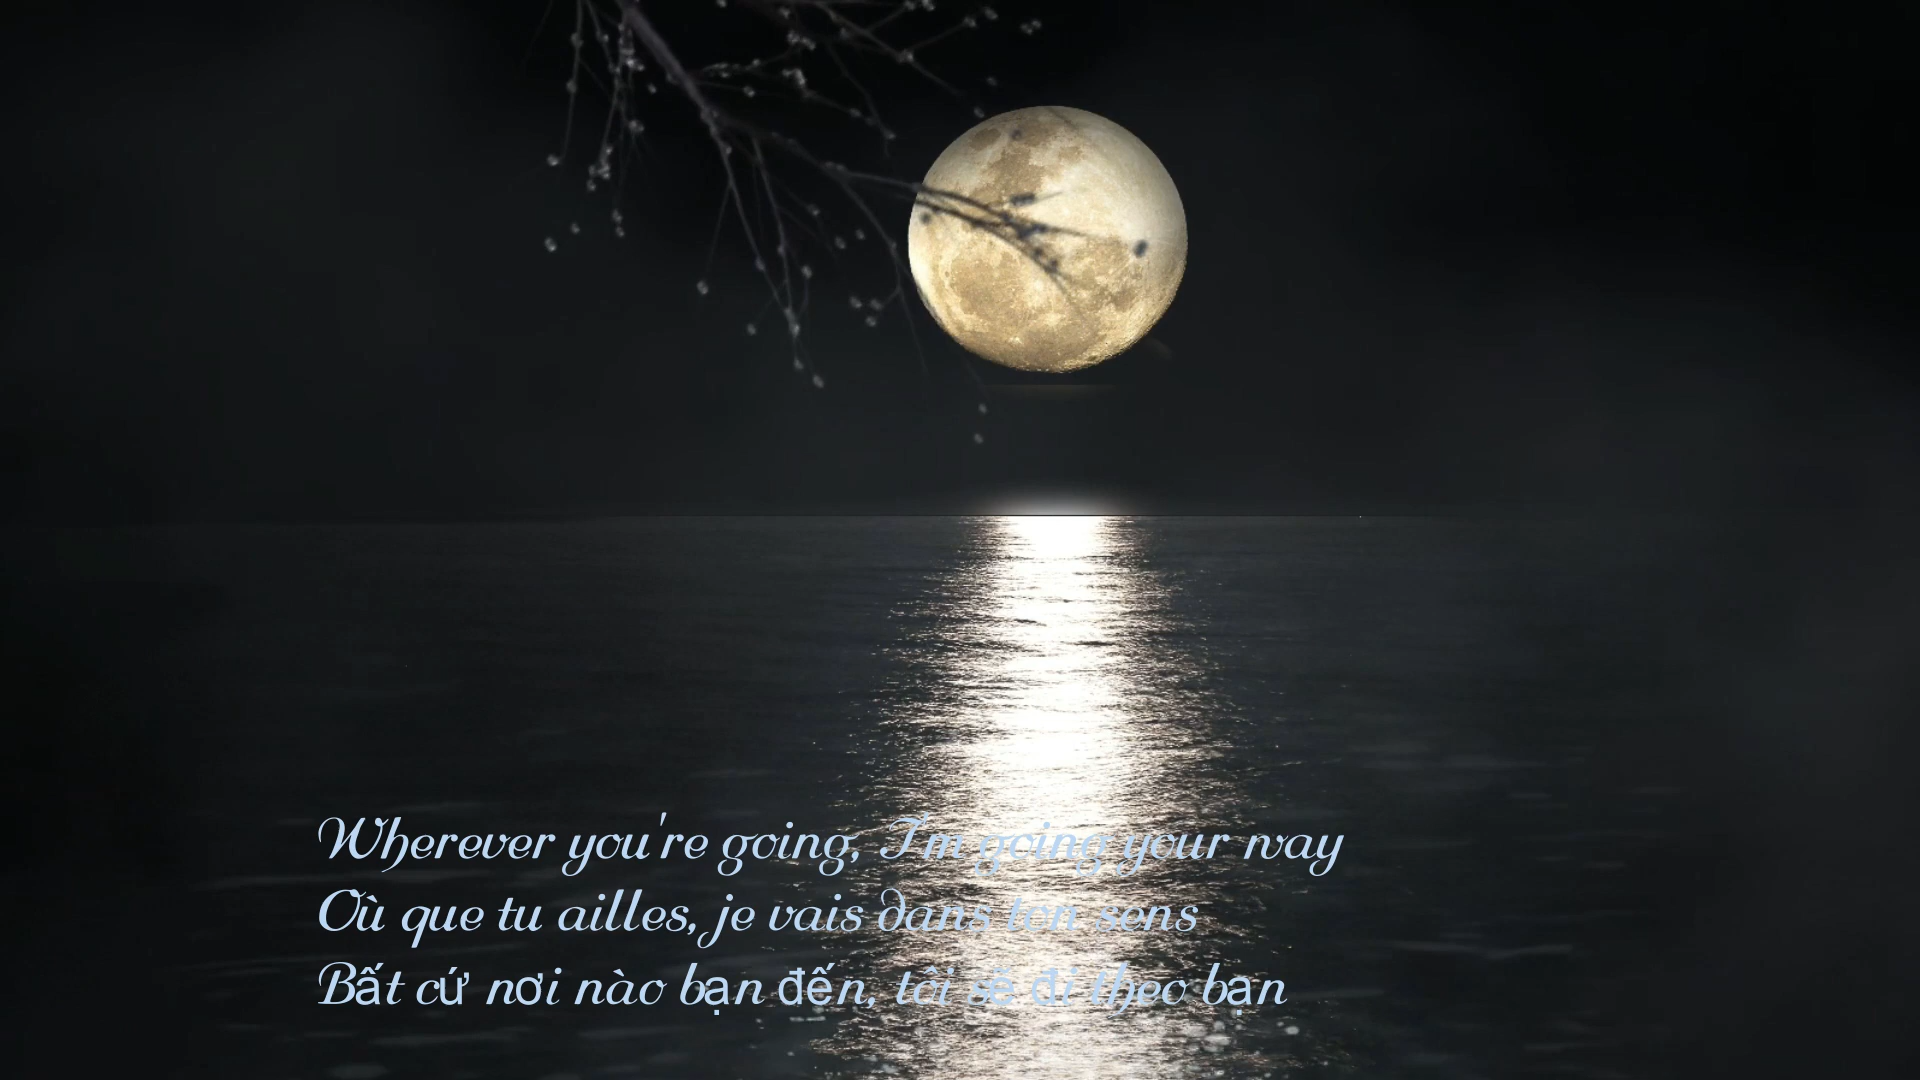 Wherever you're going, I'm going your way
Où que tu ailles, je vais dans ton sens
Bất cứ nơi nào bạn đến, tôi sẽ đi theo bạn